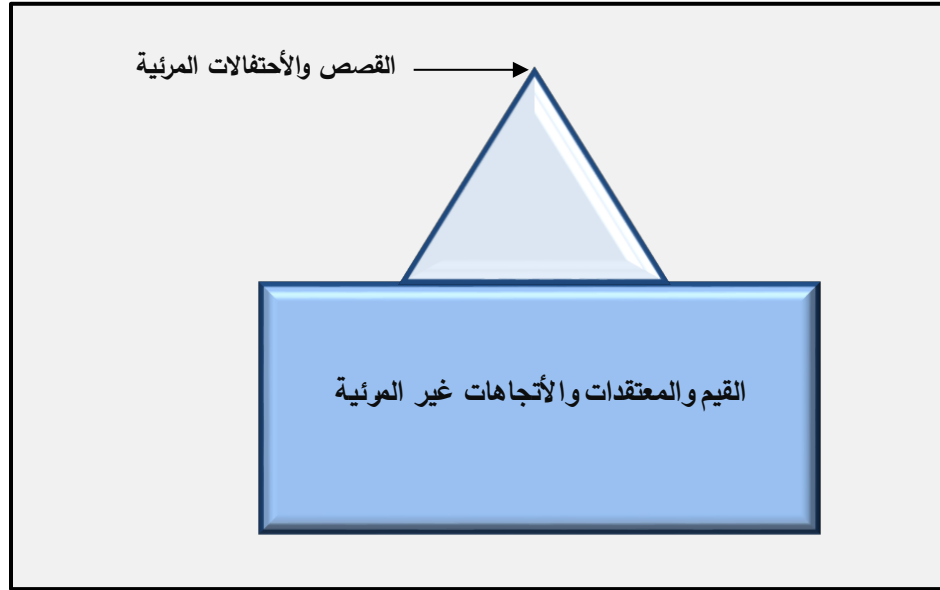 القصص والأحتفالات المرئية
القيم والمعتقدات والأتجاهات غير المرئية